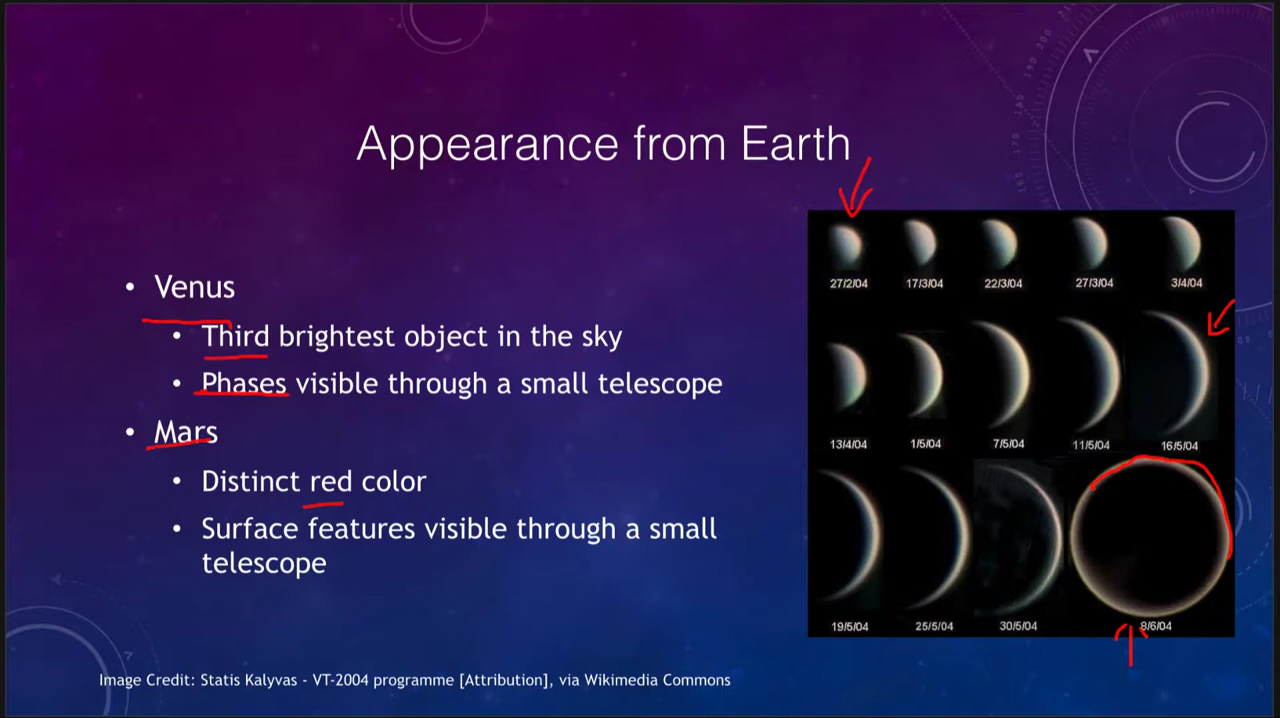 Appearance from Earth
• Venus
• Third brightest object in the sky
• Phases visible through a small telescope
• Mars
• Distinct red color
• Surface features visible through a small
telescope
27/2/04 17/3/04 22/3/04 27/3/04 3/4/04
13/4/04 1/5/04 7/5/04 11/5/04 16/5/04
19/5/04 25/5/04 30/5/04 8/6/04
Image Credit: Statis Kalyvas - VT-2004 programme [Attribution], via Wikimedia Commons